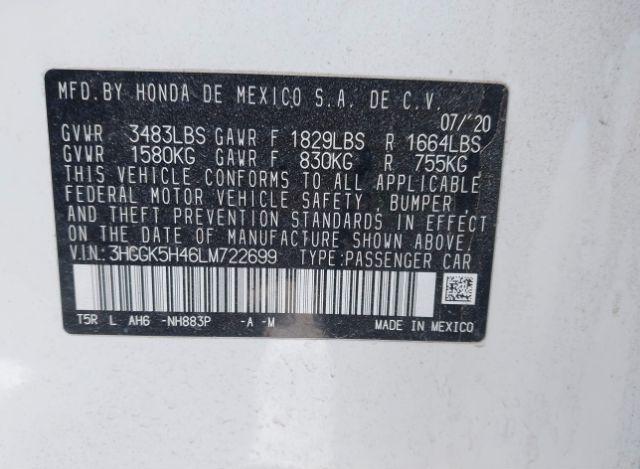 MFD.BY HONDA DE MEXICO S.A. DE C.V.
07/'20
GVWR 3483LBS GAWR F 1829LBS R 1664LBS
GVWR 1580KG GAWR F 830KG R 755KG
THIS VEHICLE CONFORMS TO ALL APPLICABLE
FEDERAL MOTOR VEHICLE SAFETY, BUMPER,
AND THEFT PREVENTION STANDARDS IN EFFECT
ON THE DATE OF MANUFACTURE SHOWN ABOVE.
V.IN: 3HGGK5H46LM722699 TYPE:PASSENGER CAR
T5R L AH6 -NH883P -A -M MADE IN MEXICO